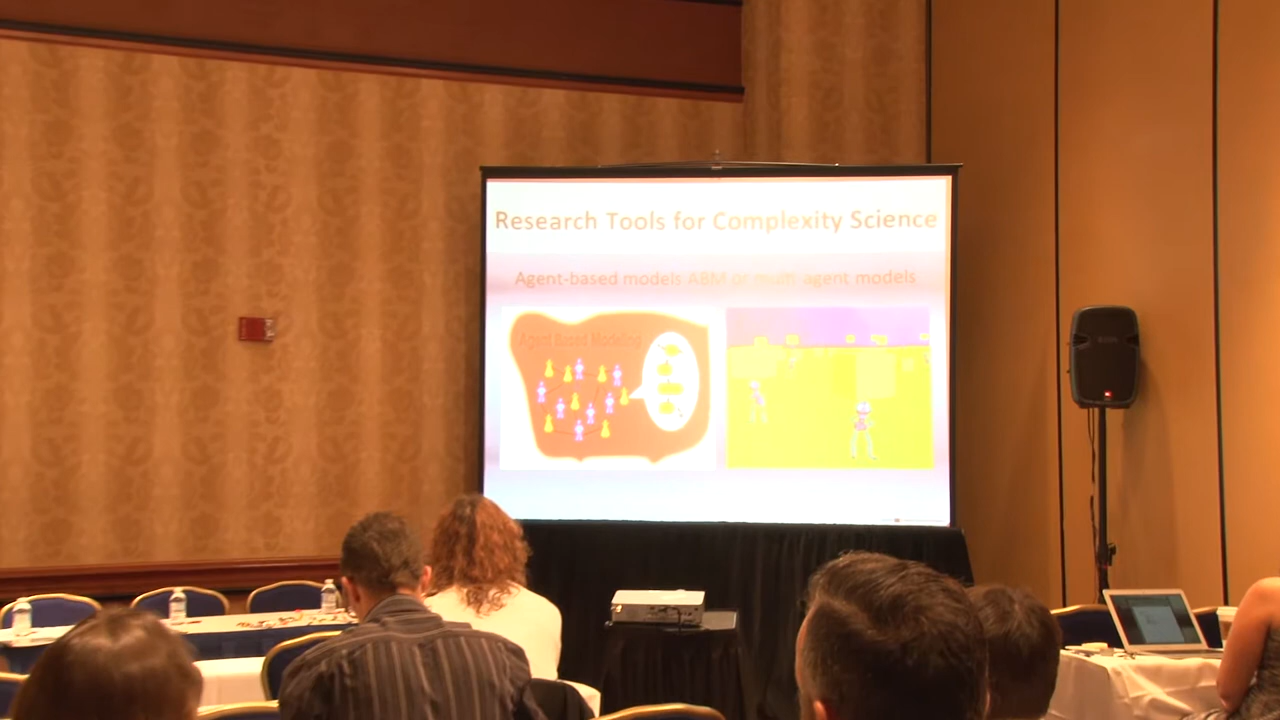 Research Tools for Complexity Science
Agent-based models ABM or multi agent models
Agent Based Modeling